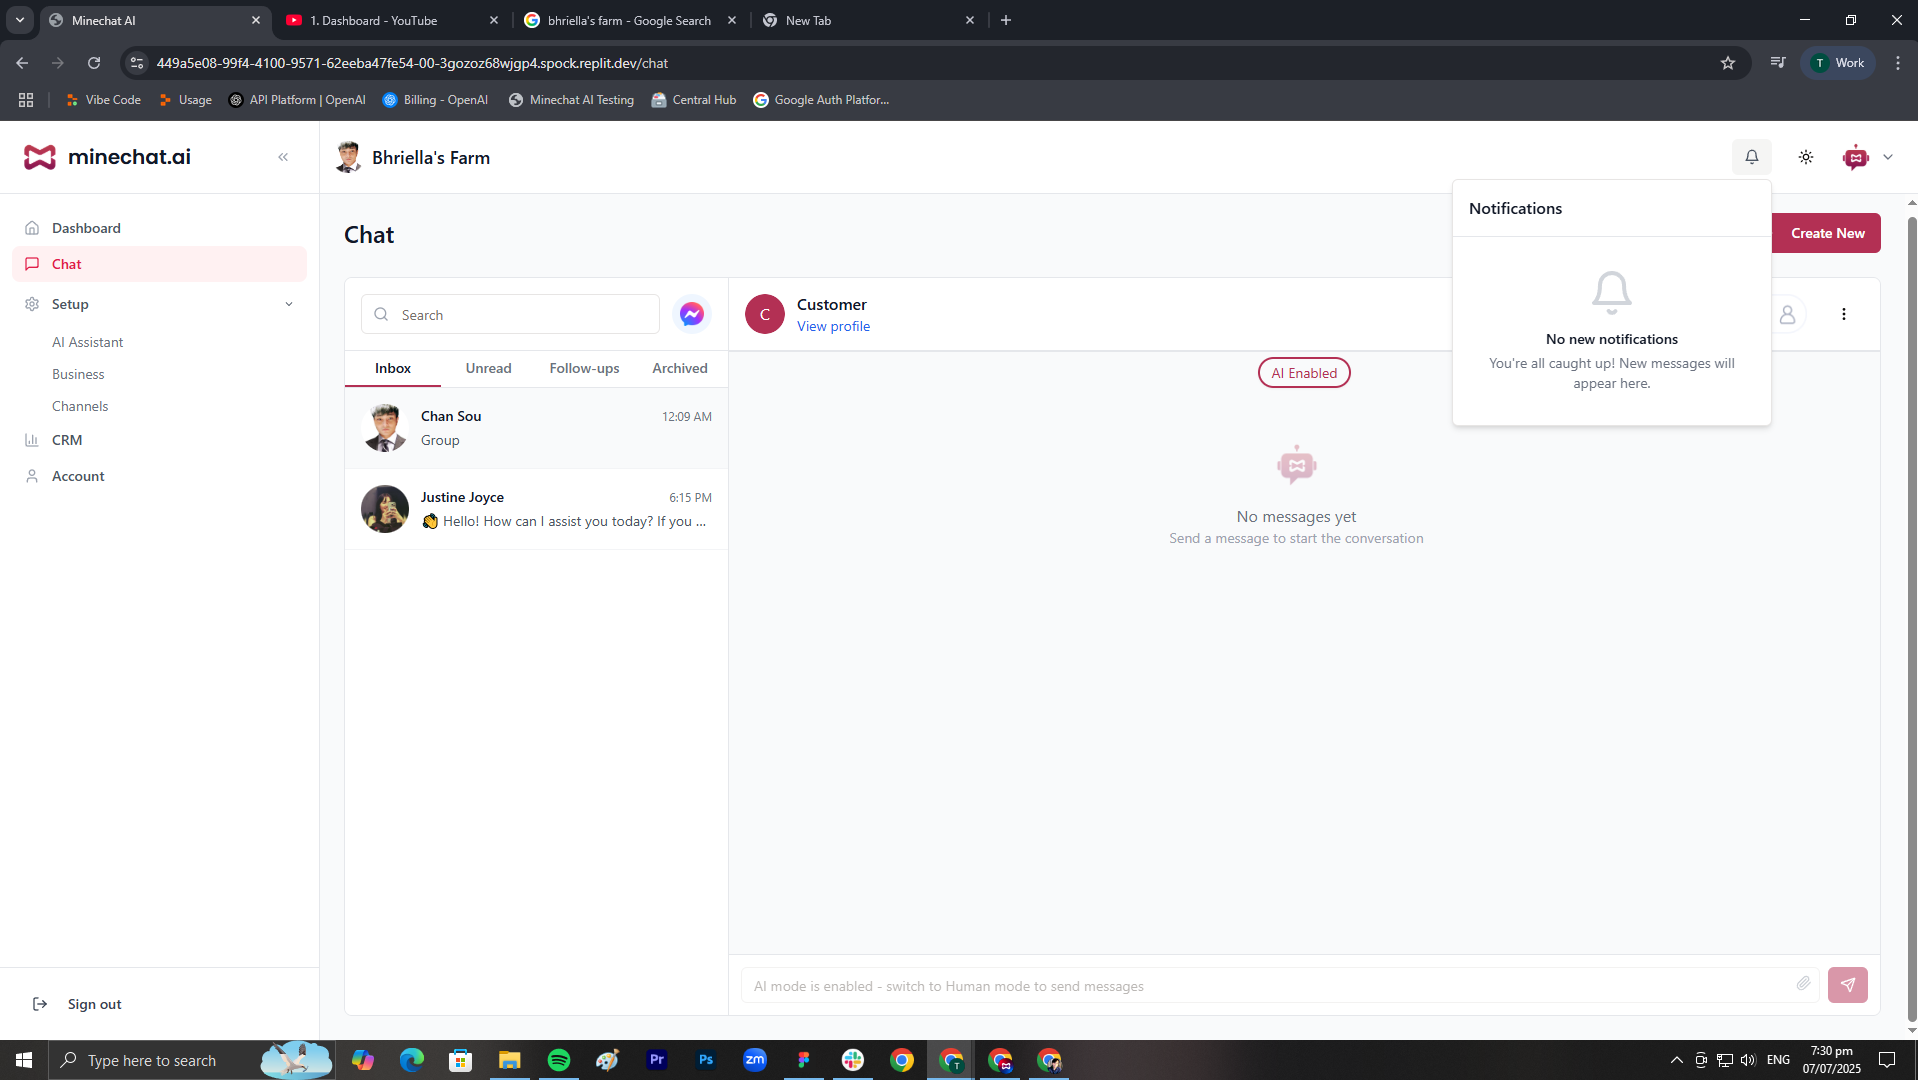 Minechat AI
1. Dashboard - YouTube
bhriella's farm - Google Search
New Tab
449a5e08-99f4-4100-9571-62eeba47fe54-00-3gozoz68wjgp4.spock.replit.dev/chat
T Work
Vibe Code
Usage
API Platform | OpenAI
Billing - OpenAI
Minechat AI Testing
Central Hub
Google Auth Platfor...
minechat.ai
Bhriella's Farm
Dashboard
Chat
Setup
AI Assistant
Business
Channels
CRM
Account
Sign out
Chat
Create New
Notifications
No new notifications
You're all caught up! New messages will
appear here.
Search
Inbox
Unread
Follow-ups
Archived
Chan Sou
12:09 AM
Group
Justine Joyce
6:15 PM
👋 Hello! How can I assist you today? If you ...
C
Customer
View profile
AI Enabled
No messages yet
Send a message to start the conversation
AI mode is enabled - switch to Human mode to send messages
Type here to search
Pr
Ps
zm
T
ENG
7:30 pm
07/07/2025